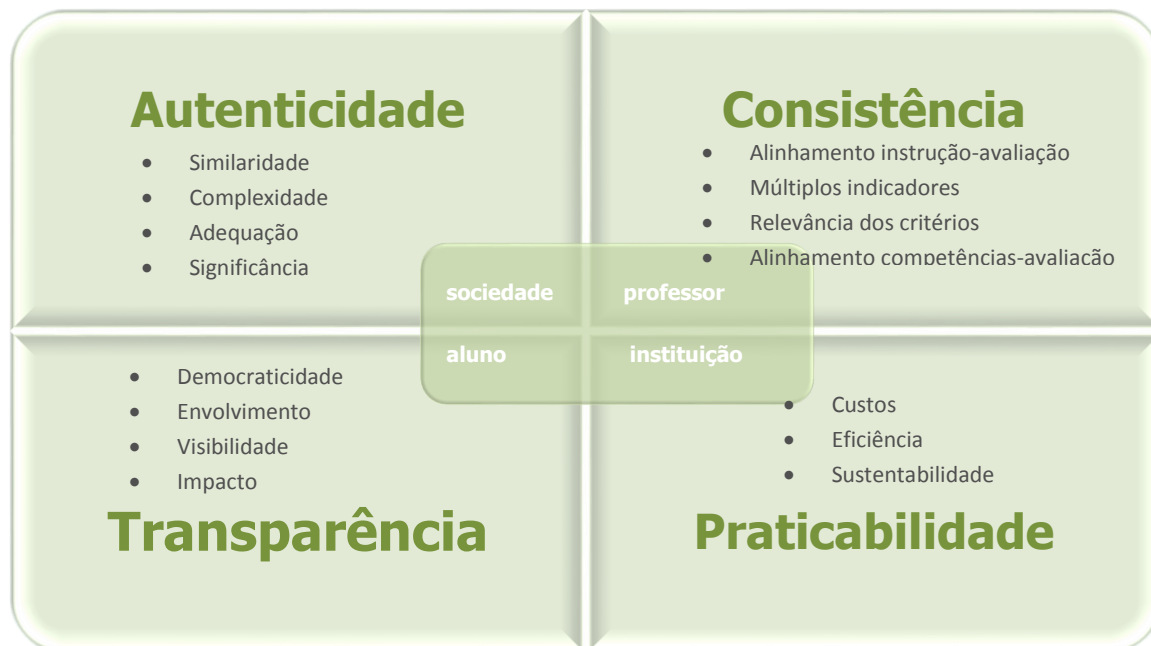 Autenticidade
• Similaridade
• Complexidade
• Adequação
• Significância
Consistência
• Alinhamento instrução-avaliação
• Múltiplos indicadores
• Relevância dos critérios
• Alinhamento competências-avaliação
sociedade
professor
aluno
instituição
• Democraticidade
• Envolvimento
• Visibilidade
• Impacto
Transparência
• Custos
• Eficiência
• Sustentabilidade
Praticabilidade